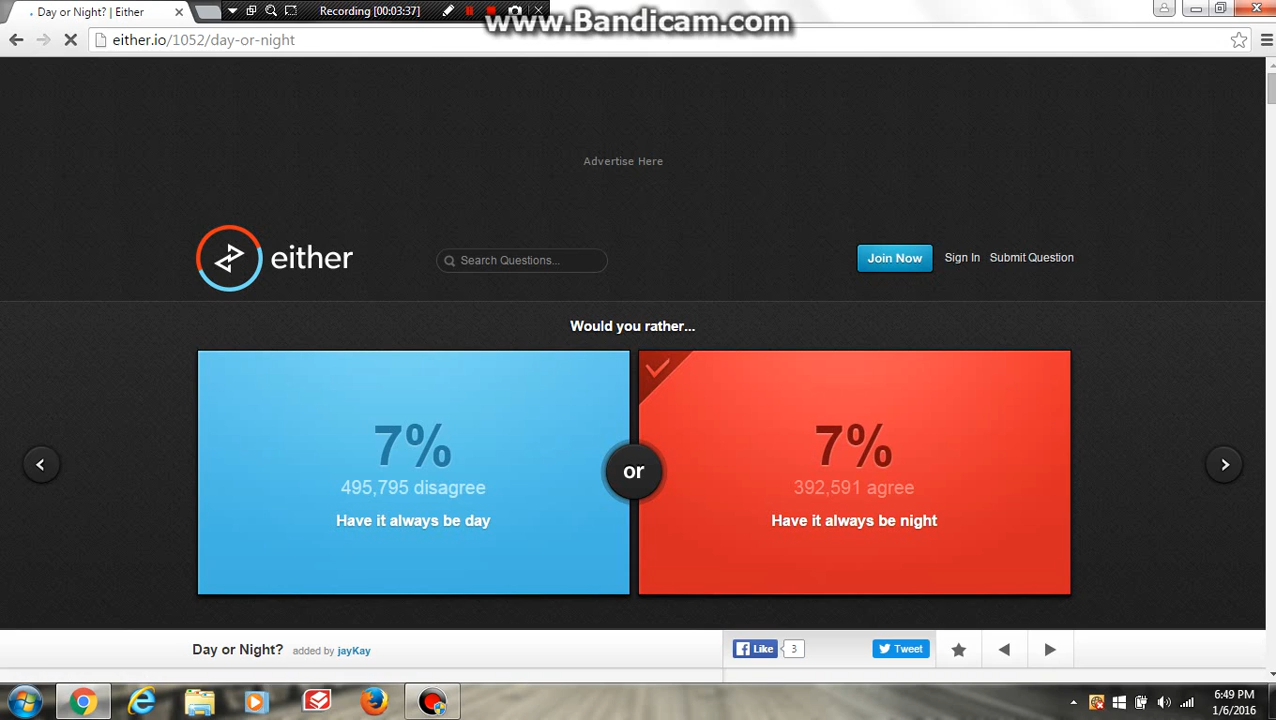 Day or Night? | Either
Recording [00:03:37]
www.Bandicam.com
either.io/1052/day-or-night
Advertise Here
either
Search Questions...
Join Now
Sign In
Submit Question
Would you rather...
7%
495,795 disagree
Have it always be day
or
7%
392,591 agree
Have it always be night
Day or Night? added by jayKay
Like
3
Tweet
6:49 PM
1/6/2016